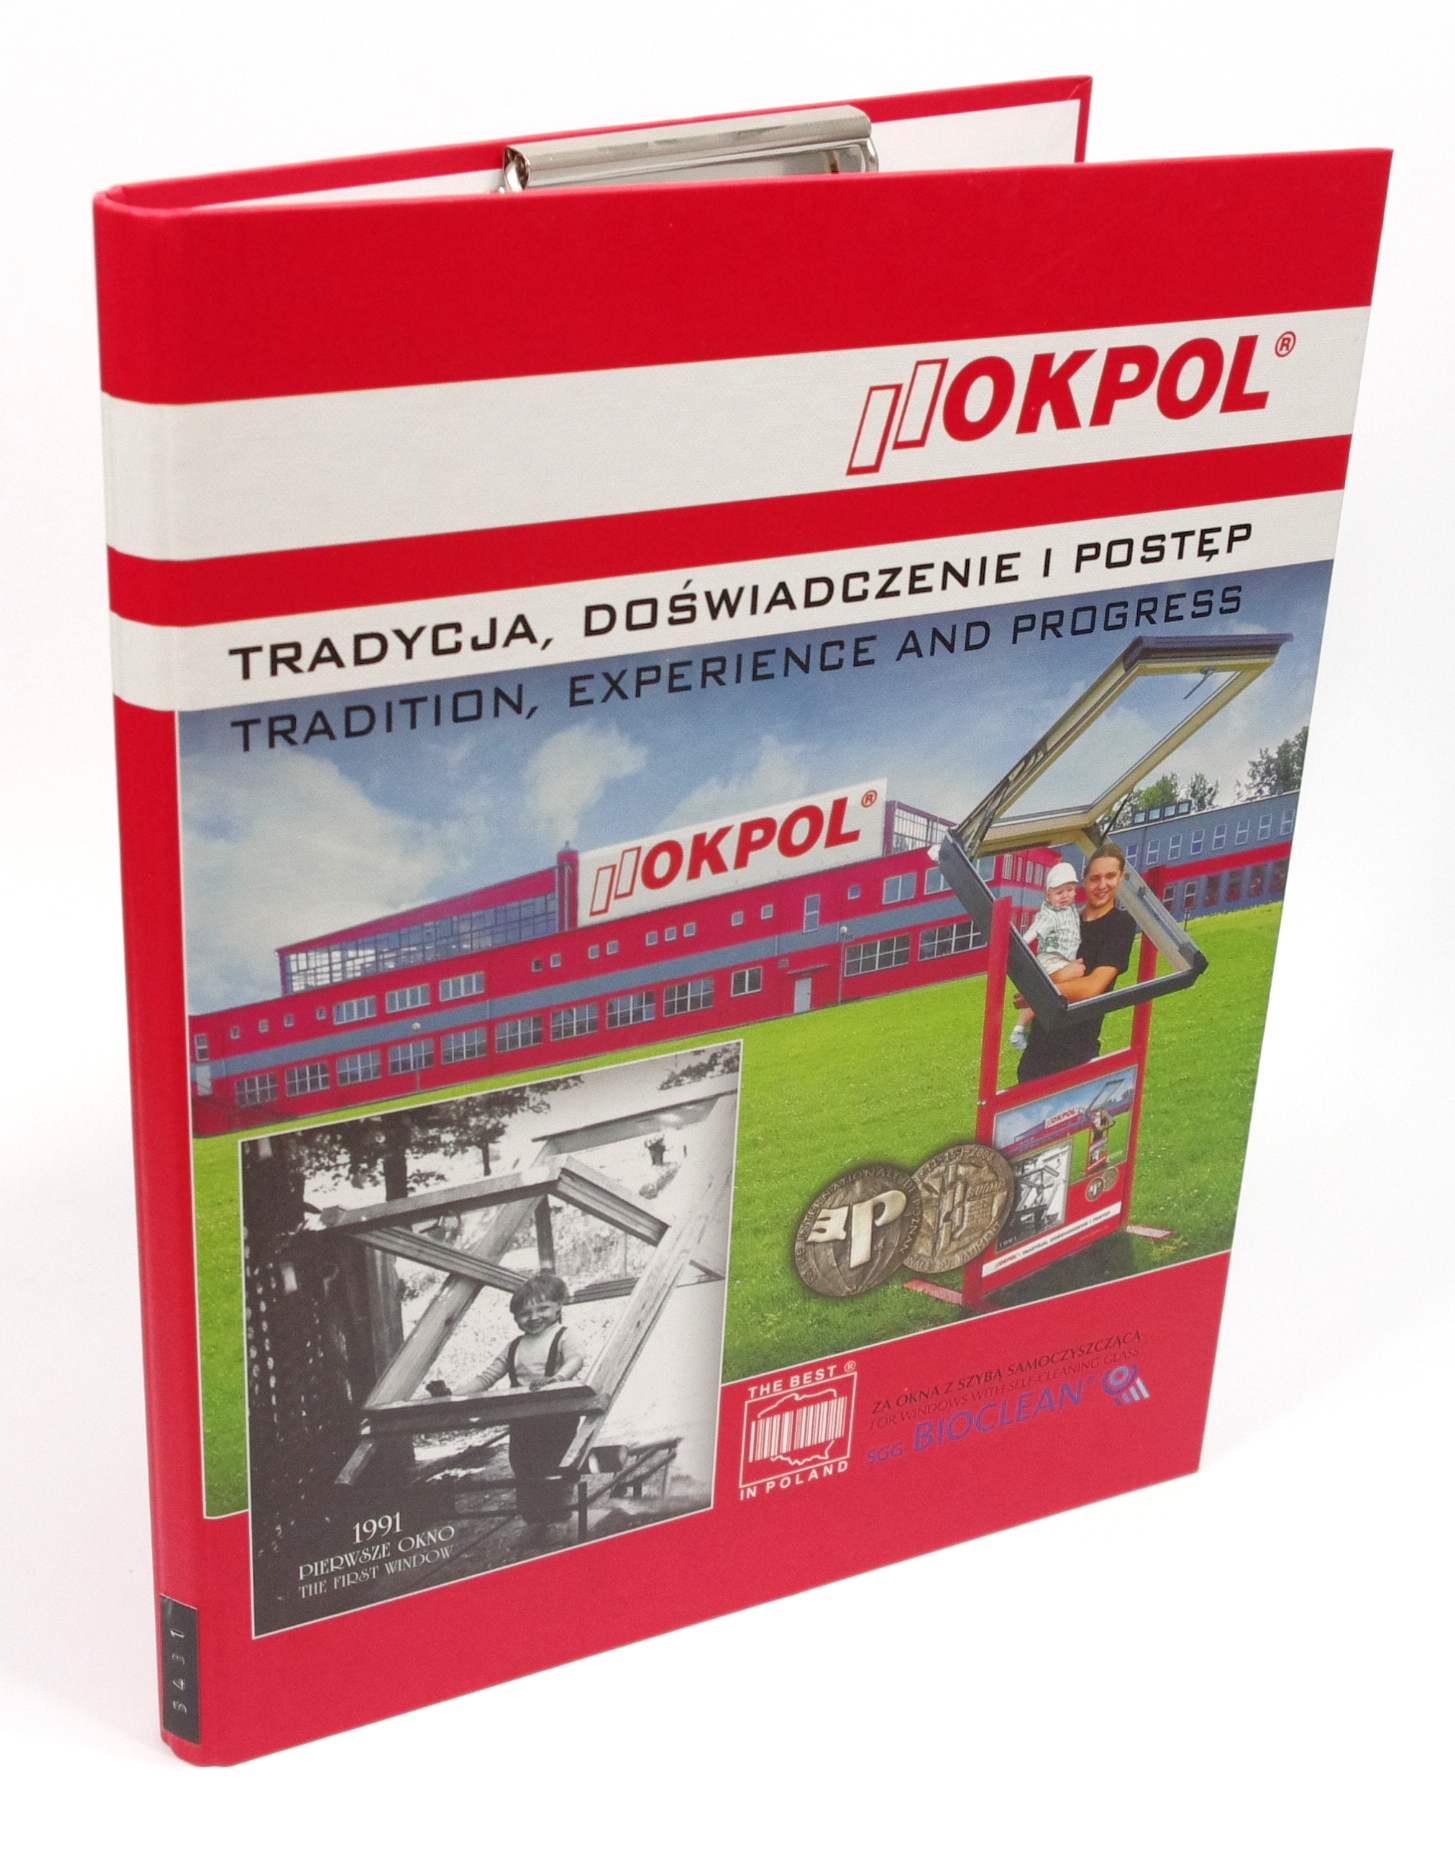 OKPOL®
TRADYCJA, DOŚWIADCZENIE I POSTĘP
TRADITION, EXPERIENCE AND PROGRESS
OKPOL®
1991
PIERWSZE OKNO
THE FIRST WINDOW
THE BEST ®
IN POLAND
ZA OKNA Z SZYBĄ SAMOCZYSZCZĄCĄ
FOR WINDOWS WITH SELF-CLEANING GLASS
SGG BIOCLEAN